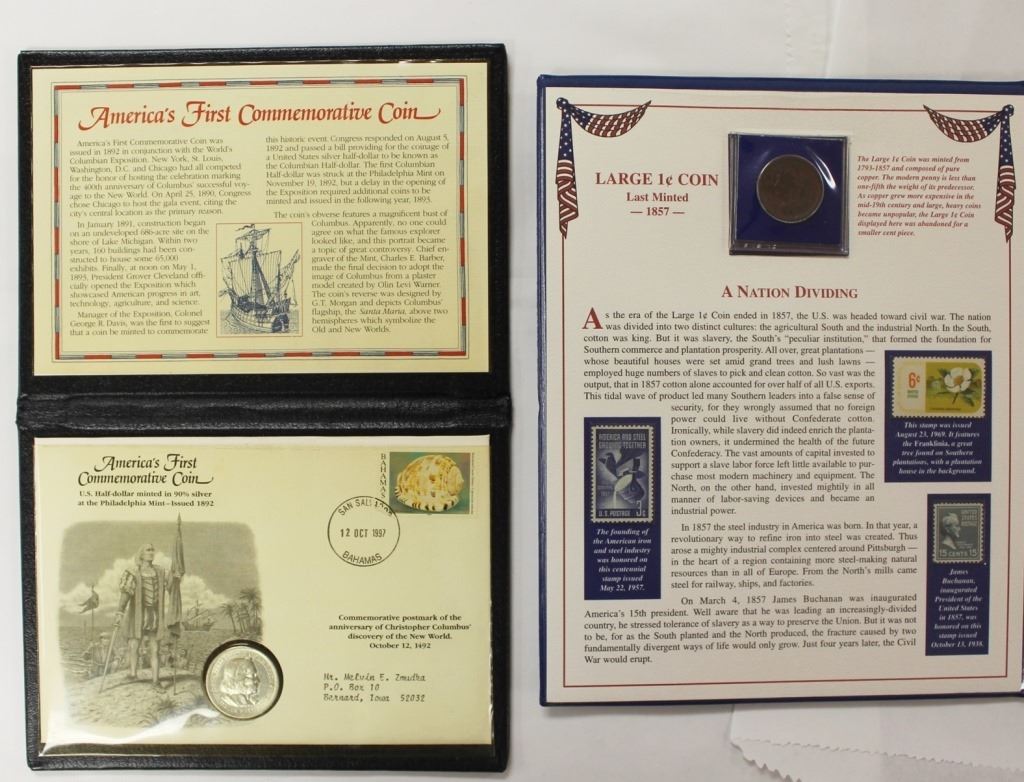 America's First Commemorative Coin
America's First Commemorative Coin was
issued in 1892 in conjunction with the World's
Columbian Exposition. New York, St. Louis,
Washington, D.C. and Chicago had all competed
for the honor of hosting the celebration marking
the 400th anniversary of Columbus' successful voy-
age to the New World. On April 25, 1890, Congress
chose Chicago to host the gala event, citing the
city's central location as the primary reason.
In January 1891, construction began
on an undeveloped 686-acre site on the
shore of Lake Michigan. Within two
years, 160 buildings had been con-
structed to house some 65,000
exhibits. Finally, at noon on May 1,
1893, President Grover Cleveland offi-
cially opened the Exposition which
showcased American progress in art,
technology, agriculture, and science.
Manager of the Exposition, Colonel
George R. Davis, was the first to suggest
that a coin be minted to commemorate
this historic event. Congress responded on August 5,
1892 and passed a bill providing for the coinage of
a United States silver half-dollar to be known as
the Columbian Half-dollar. The first Columbian
Half-dollar was struck at the Philadelphia Mint on
November 19, 1892, but a delay in the opening of
the Exposition required additional coins to be
minted and issued in the following year, 1893.
The coin's obverse features a magnificent bust of
Columbus. Apparently, no one could
agree on what the famous explorer
looked like, and this portrait became
a topic of great controversy. Chief en-
graver of the Mint, Charles E. Barber,
made the final decision to adopt the
image of Columbus from a plaster
model created by Olin Levi Warner.
The coin's reverse was designed by
G.T. Morgan and depicts Columbus'
flagship, the Santa Maria, above two
hemispheres which symbolize the
Old and New Worlds.
America's First
Commemorative Coin
U.S. Half-dollar minted in 90% silver
at the Philadelphia Mint – Issued 1892
BAHAMAS
SAN SAL
12 OCT 1997
BAHAMAS
Commemorative postmark of the
anniversary of Christopher Columbus'
discovery of the New World.
October 12, 1492
Mr. Melvin E. Zmudka
P.O. Box 10
Bernard, Iowa 52032
LARGE 1¢ COIN
Last Minted
— 1857 —
The Large 1¢ Coin was minted from
1793-1857 and composed of pure
copper. The modern penny is less than
one-fifth the weight of its predecessor.
As copper grew more expensive in the
mid-19th century and large, heavy coins
became unpopular, the Large 1¢ Coin
displayed here was abandoned for a
smaller cent piece.
A NATION DIVIDING
As the era of the Large 1¢ Coin ended in 1857, the U.S. was headed toward civil war. The nation
was divided into two distinct cultures: the agricultural South and the industrial North. In the South,
cotton was king. But it was slavery, the South's "peculiar institution," that formed the foundation for
Southern commerce and plantation prosperity. All over, great plantations —
whose beautiful houses were set amid grand trees and lush lawns —
employed huge numbers of slaves to pick and clean cotton. So vast was the
output, that in 1857 cotton alone accounted for over half of all U.S. exports.
This tidal wave of product led many Southern leaders into a false sense of
security, for they wrongly assumed that no foreign
power could live without Confederate cotton.
Ironically, while slavery did indeed enrich the planta-
tion owners, it undermined the health of the future
Confederacy. The vast amounts of capital invested to
support a slave labor force left little available to pur-
chase most modern machinery and equipment. The
North, on the other hand, invested mightily in all
manner of labor-saving devices and became an
industrial power.
In 1857 the steel industry in America was born. In that year, a
revolutionary way to refine iron into steel was created. Thus
arose a mighty industrial complex centered around Pittsburgh —
in the heart of a region containing more steel-making natural
resources than in all of Europe. From the North's mills came
steel for railway, ships, and factories.
On March 4, 1857 James Buchanan was inaugurated
America's 15th president. Well aware that he was leading an increasingly-divided
country, he stressed tolerance of slavery as a way to preserve the Union. But it was not
to be, for as the South planted and the North produced, the fracture caused by two
fundamentally divergent ways of life would only grow. Just four years later, the Civil
War would erupt.
6¢
This stamp was issued
August 23, 1969. It features
the Franklinia, a great
tree found on Southern
plantations, with a plantation
house in the background.
AMERICA AND STEEL
GROWING TOGETHER
U.S. POSTAGE 3¢
The founding of
the American iron
and steel industry
was honored on
this centennial
stamp issued
May 22, 1957.
UNITED STATES
POSTAGE
15 CENTS 15
James
Buchanan,
inaugurated
President of the
United States
in 1857, was
honored on this
stamp issued
October 13, 1938.